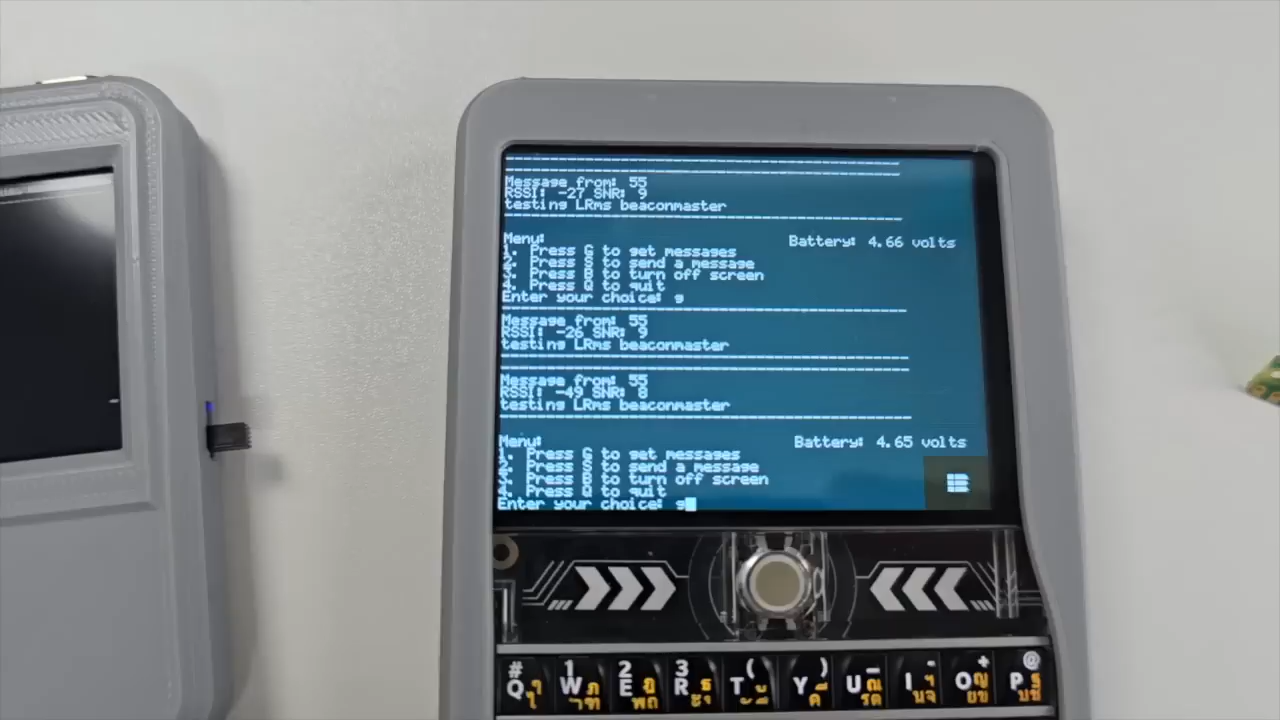 Message from: 55
RSSI: -27 SNR: 9
testing LRms beaconmaster
Menu:
Battery: 4.66 volts
1. Press G to get messages
2. Press S to send a message
3. Press B to turn off screen
4. Press Q to quit
Enter your choice: g
Message from: 55
RSSI: -26 SNR: 9
testing LRms beaconmaster
Message from: 55
RSSI: -49 SNR: 8
testing LRms beaconmaster
Menu:
Battery: 4.65 volts
1. Press G to get messages
2. Press S to send a message
3. Press B to turn off screen
4. Press Q to quit
Enter your choice: g
# 1 2 3 ( ) _ - + @
Q W E R T Y U I O P